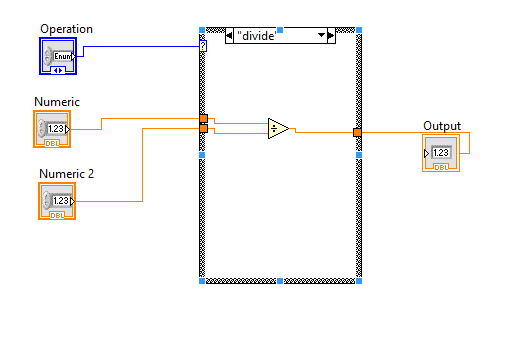 Operation
"divide"
Enum
?
Numeric
1.23
DBL
÷
Output
1.23
DBL
Numeric 2
1.23
DBL